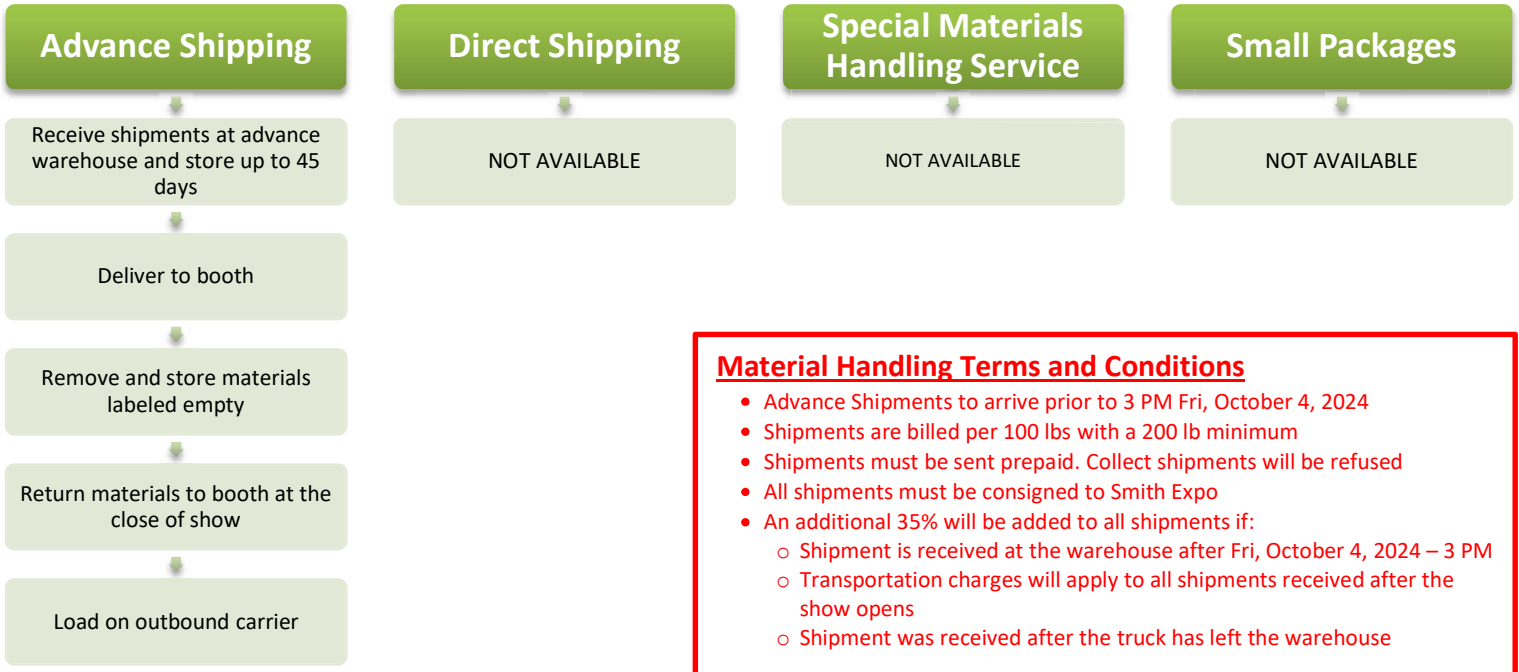 Advance Shipping
Receive shipments at advance
warehouse and store up to 45
days
Deliver to booth
Remove and store materials
labeled empty
Return materials to booth at the
close of show
Load on outbound carrier
Direct Shipping
NOT AVAILABLE
Special Materials
Handling Service
NOT AVAILABLE
Small Packages
NOT AVAILABLE
Material Handling Terms and Conditions
• Advance Shipments to arrive prior to 3 PM Fri, October 4, 2024
• Shipments are billed per 100 lbs with a 200 lb minimum
• Shipments must be sent prepaid. Collect shipments will be refused
• All shipments must be consigned to Smith Expo
• An additional 35% will be added to all shipments if:
o Shipment is received at the warehouse after Fri, October 4, 2024 – 3 PM
o Transportation charges will apply to all shipments received after the
show opens
o Shipment was received after the truck has left the warehouse